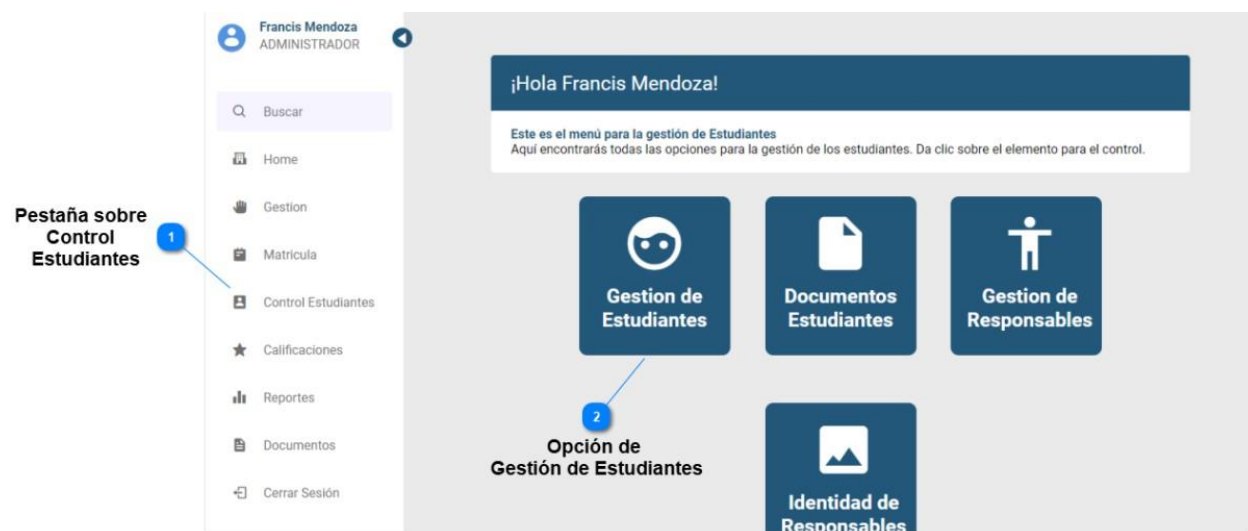 Francis Mendoza
ADMINISTRADOR
Buscar
Home
Gestion
Matricula
Control Estudiantes
Calificaciones
Reportes
Documentos
Cerrar Sesión
Pestaña sobre
Control
Estudiantes
1
¡Hola Francis Mendoza!
Este es el menú para la gestión de Estudiantes
Aquí encontrarás todas las opciones para la gestión de los estudiantes. Da clic sobre el elemento para el control.
Gestion de
Estudiantes
Documentos
Estudiantes
Gestion de
Responsables
2
Opción de
Gestión de Estudiantes
Identidad de
Responsables